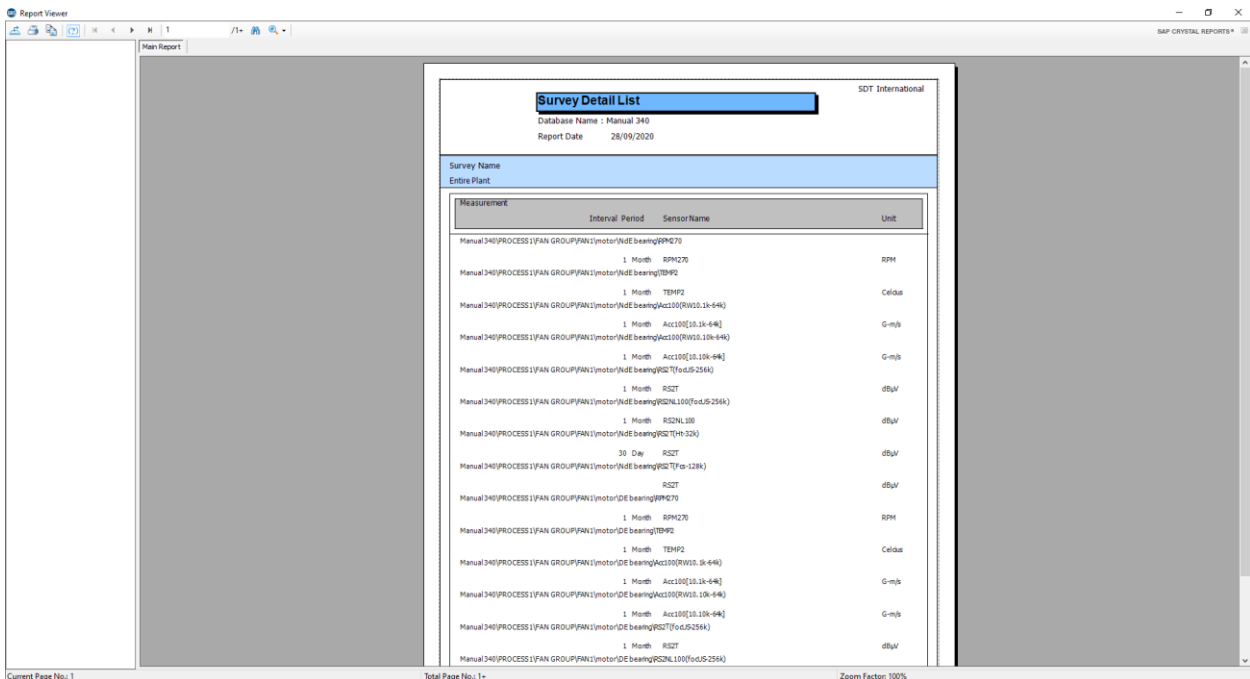 Report Viewer
1 /1+
SAP CRYSTAL REPORTS®
Main Report
SDT International
Survey Detail List
Database Name : Manual 340
Report Date 28/09/2020
Survey Name
Entire Plant
Measurement
Interval Period SensorName Unit
Manual 340\PROCESS1\FAN GROUP\FAN1\motor\NdE bearing\RPM270
1 Month RPM270 RPM
Manual 340\PROCESS1\FAN GROUP\FAN1\motor\NdE bearing\TEMP2
1 Month TEMP2 Celcius
Manual 340\PROCESS1\FAN GROUP\FAN1\motor\NdE bearing\Acc100(RW10.1k-64k)
1 Month Acc100[10.1k-64k] G-m/s
Manual 340\PROCESS1\FAN GROUP\FAN1\motor\NdE bearing\Acc100(RW10.10k-64k)
1 Month Acc100[10.10k-64k] G-m/s
Manual 340\PROCESS1\FAN GROUP\FAN1\motor\NdE bearing\RS2T(focUS-256k)
1 Month RS2T dBµV
Manual 340\PROCESS1\FAN GROUP\FAN1\motor\NdE bearing\RS2NL100(focUS-256k)
1 Month RS2NL100 dBµV
Manual 340\PROCESS1\FAN GROUP\FAN1\motor\NdE bearing\RS2T(Ht-32k)
30 Day RS2T dBµV
Manual 340\PROCESS1\FAN GROUP\FAN1\motor\NdE bearing\RS2T(Fcs-128k)
RS2T dBµV
Manual 340\PROCESS1\FAN GROUP\FAN1\motor\DE bearing\RPM270
1 Month RPM270 RPM
Manual 340\PROCESS1\FAN GROUP\FAN1\motor\DE bearing\TEMP2
1 Month TEMP2 Celcius
Manual 340\PROCESS1\FAN GROUP\FAN1\motor\DE bearing\Acc100(RW10.1k-64k)
1 Month Acc100[10.1k-64k] G-m/s
Manual 340\PROCESS1\FAN GROUP\FAN1\motor\DE bearing\Acc100(RW10.10k-64k)
1 Month Acc100[10.10k-64k] G-m/s
Manual 340\PROCESS1\FAN GROUP\FAN1\motor\DE bearing\RS2T(focUS256k)
1 Month RS2T dBµV
Manual 340\PROCESS1\FAN GROUP\FAN1\motor\DE bearing\RS2NL100(focUS-256k)
Current Page No.: 1 Total Page No.: 1+ Zoom Factor: 100%